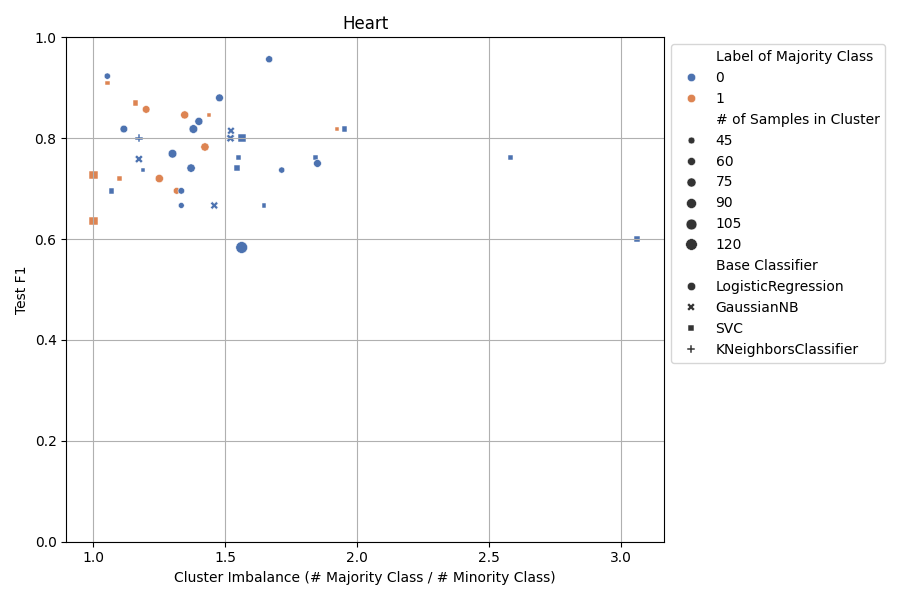 Heart
1.0
0.8
0.6
0.4
0.2
0.0
Test F1
1.0
1.5
2.0
2.5
3.0
Cluster Imbalance (# Majority Class / # Minority Class)
Label of Majority Class
0
1
# of Samples in Cluster
45
60
75
90
105
120
Base Classifier
LogisticRegression
GaussianNB
SVC
KNeighborsClassifier